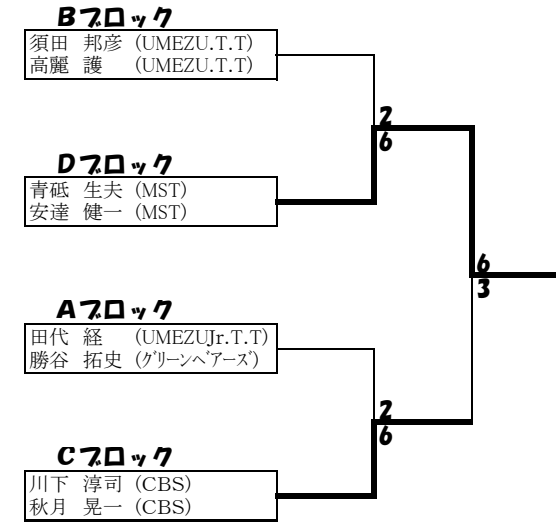 Bブロック
須田 邦彦 (UMEZU.T.T)
高麗 護 (UMEZU.T.T)
2
6
Dブロック
青砥 生夫 (MST)
安達 健一 (MST)
6
3
Aブロック
田代 経 (UMEZUJr.T.T)
勝谷 拓史 (グリーンベアーズ)
2
6
Cブロック
川下 淳司 (CBS)
秋月 晃一 (CBS)